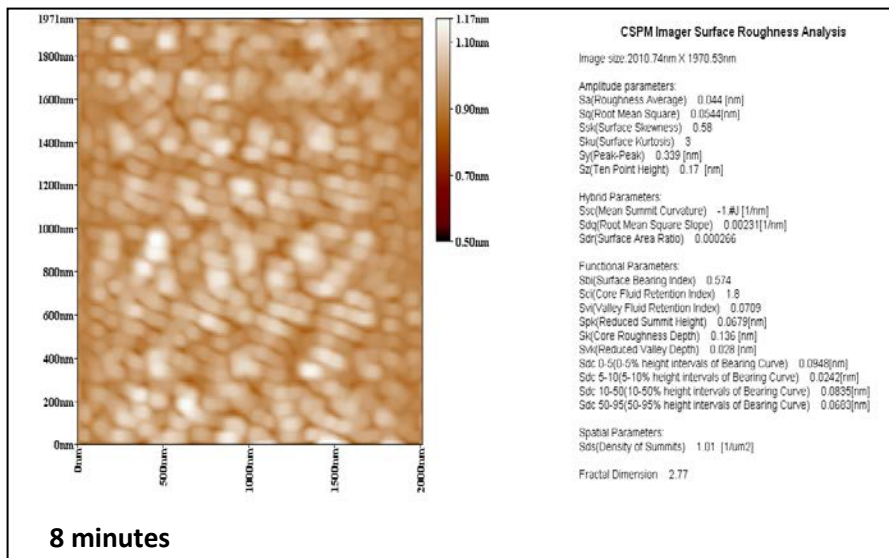 1971nm
1800nm
1600nm
1400nm
1200nm
1000nm
800nm
600nm
400nm
200nm
0nm
0nm
500nm
1000nm
1500nm
2000nm
1.17nm
1.10nm
0.90nm
0.70nm
0.50nm
CSPM Imager Surface Roughness Analysis
Image size:2010.74nm X 1970.53nm
Amplitude parameters:
Sa(Roughness Average) 0.044 [nm]
Sq(Root Mean Square) 0.0544[nm]
Ssk(Surface Skewness) 0.58
Sku(Surface Kurtosis) 3
Sy(Peak-Peak) 0.339 [nm]
Sz(Ten Point Height) 0.17 [nm]
Hybrid Parameters:
Ssc(Mean Summit Curvature) -1.#J [1/nm]
Sdq(Root Mean Square Slope) 0.00231[1/nm]
Sdr(Surface Area Ratio) 0.000266
Functional Parameters:
Sbi(Surface Bearing Index) 0.574
Sci(Core Fluid Retention Index) 1.8
Svi(Valley Fluid Retention Index) 0.0709
Spk(Reduced Summit Height) 0.0679[nm]
Sk(Core Roughness Depth) 0.136 [nm]
Svk(Reduced Valley Depth) 0.028 [nm]
Sdc 0-5(0-5% height intervals of Bearing Curve) 0.0948[nm]
Sdc 5-10(5-10% height intervals of Bearing Curve) 0.0242[nm]
Sdc 10-50(10-50% height intervals of Bearing Curve) 0.0835[nm]
Sdc 50-95(50-95% height intervals of Bearing Curve) 0.0683[nm]
Spatial Parameters:
Sds(Density of Summits) 1.01 [1/um2]
Fractal Dimension 2.77
8 minutes